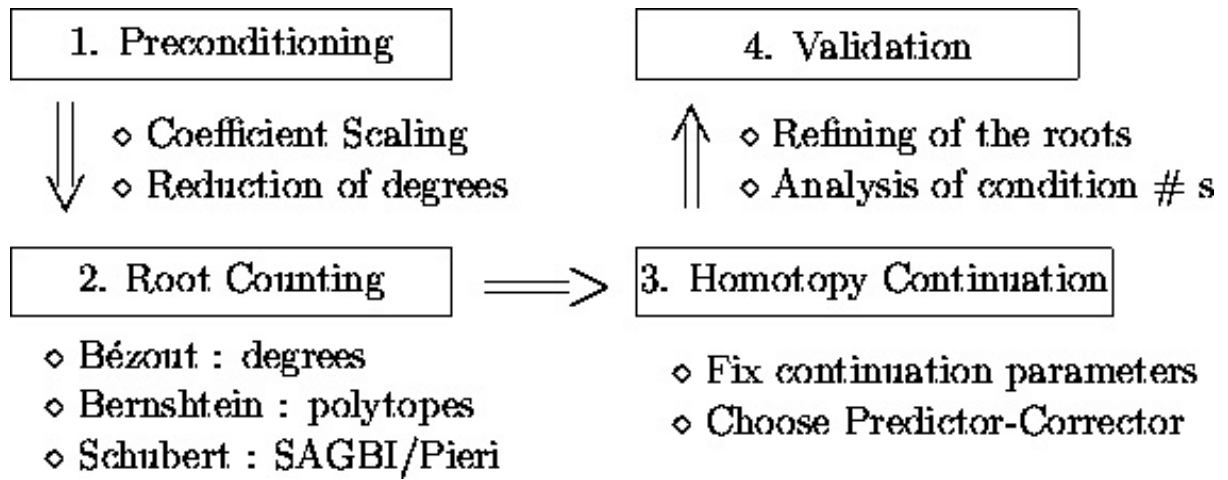 1. Preconditioning
⋄ Coefficient Scaling
⋄ Reduction of degrees
2. Root Counting
⋄ Bézout : degrees
⋄ Bernshtein : polytopes
⋄ Schubert : SAGBI/Pieri
3. Homotopy Continuation
⋄ Fix continuation parameters
⋄ Choose Predictor-Corrector
4. Validation
⋄ Refining of the roots
⋄ Analysis of condition # s